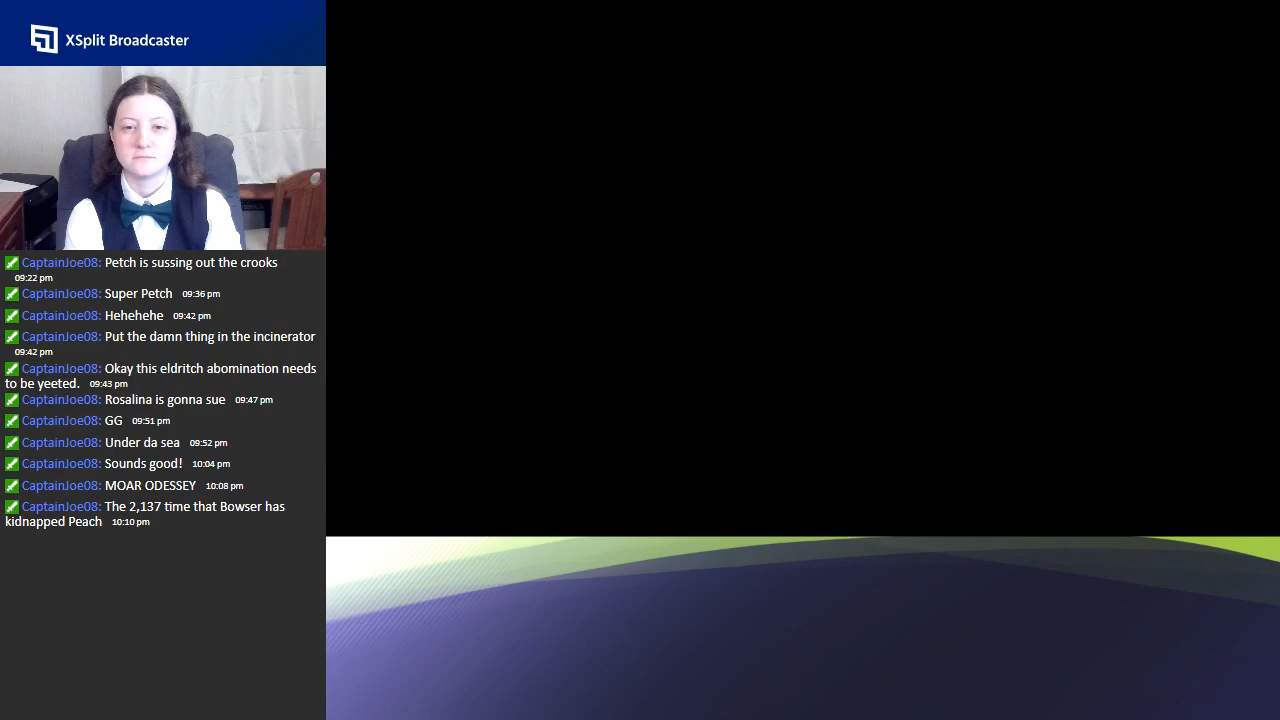 XSplit Broadcaster
CaptainJoe08: Petch is sussing out the crooks
09:22 pm
CaptainJoe08: Super Petch 09:36 pm
CaptainJoe08: Hehehehe 09:42 pm
CaptainJoe08: Put the damn thing in the incinerator
09:42 pm
CaptainJoe08: Okay this eldritch abomination needs
to be yeeted. 09:43 pm
CaptainJoe08: Rosalina is gonna sue 09:47 pm
CaptainJoe08: GG 09:51 pm
CaptainJoe08: Under da sea 09:52 pm
CaptainJoe08: Sounds good! 10:04 pm
CaptainJoe08: MOAR ODESSEY 10:08 pm
CaptainJoe08: The 2,137 time that Bowser has
kidnapped Peach 10:10 pm